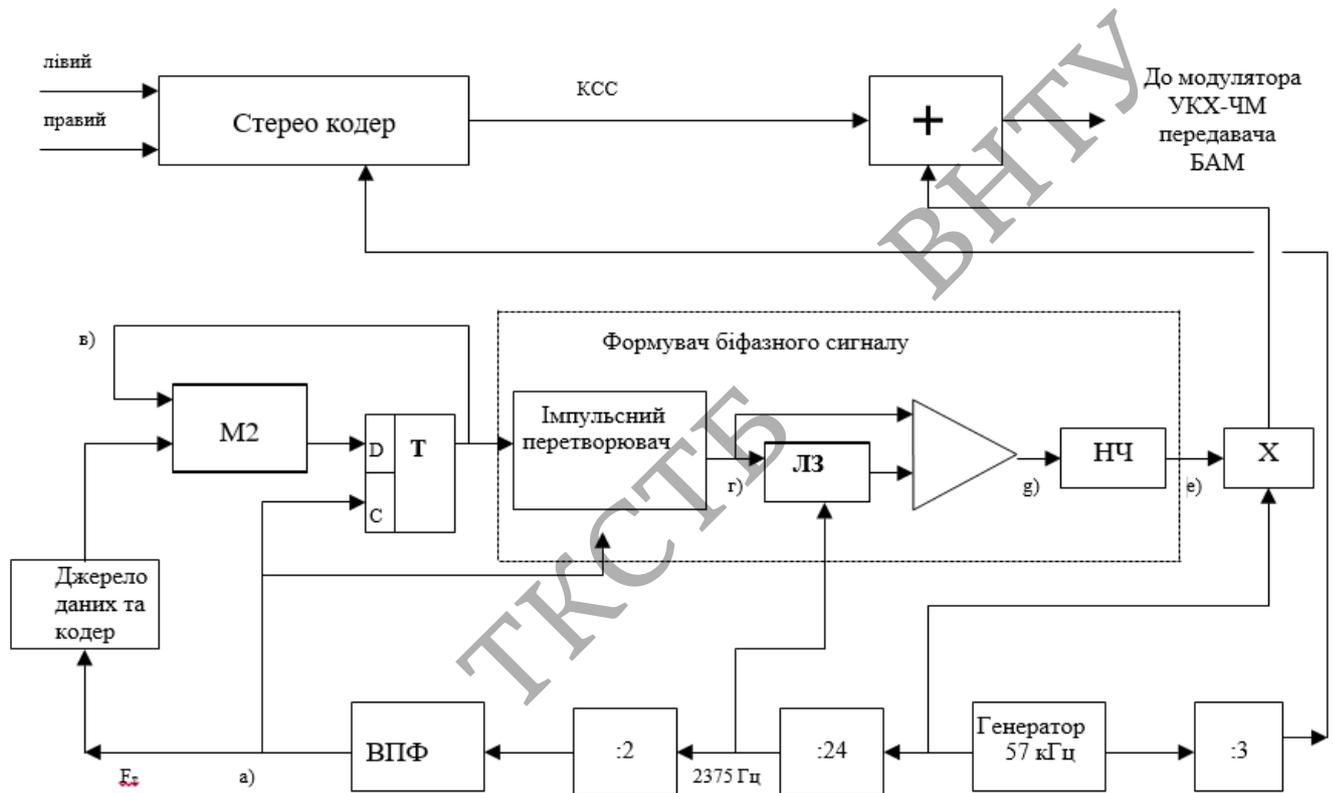 лівий
правий
Стерео кодер
КСС
+
До модулятора
УКХ-ЧМ
передавача
БАМ
ВНТУ
в)
Формувач біфазного сигналу
М2
D
Т
C
Імпульсний
перетворювач
г)
ЛЗ
g)
НЧ
е)
Х
ТКСТБ
Джерело
даних та
кодер
Fг
а)
ВПФ
:2
2375 Гц
:24
Генератор
57 кГц
:3